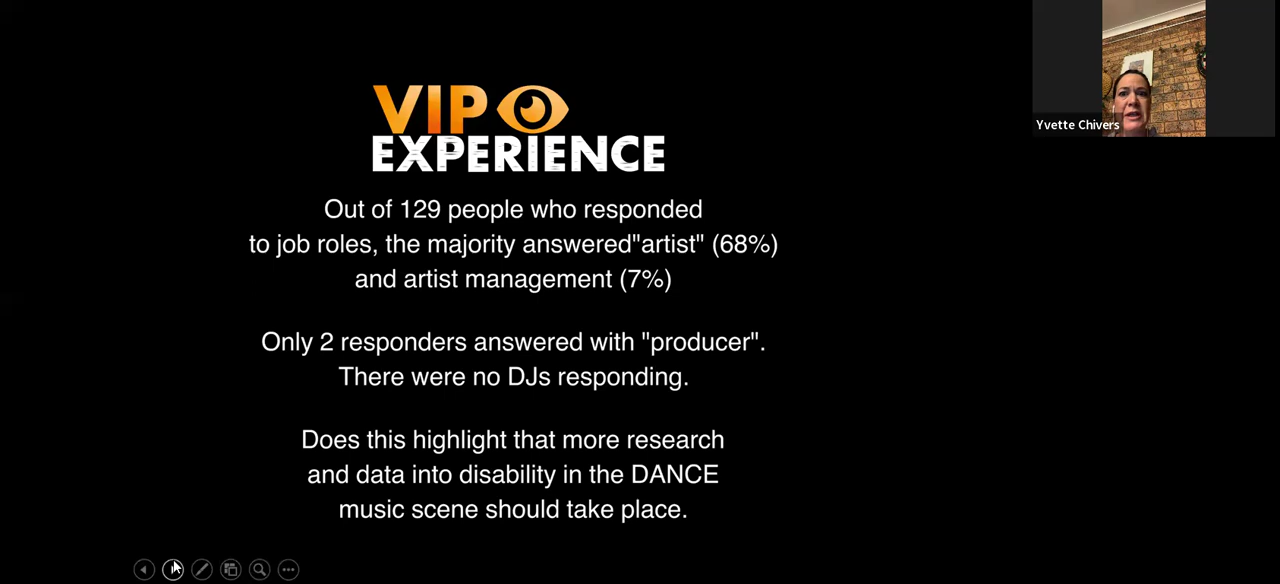 VIP
EXPERIENCE
Out of 129 people who responded
to job roles, the majority answered"artist" (68%)
and artist management (7%)
Only 2 responders answered with "producer".
There were no DJs responding.
Does this highlight that more research
and data into disability in the DANCE
music scene should take place.
Yvette Chivers